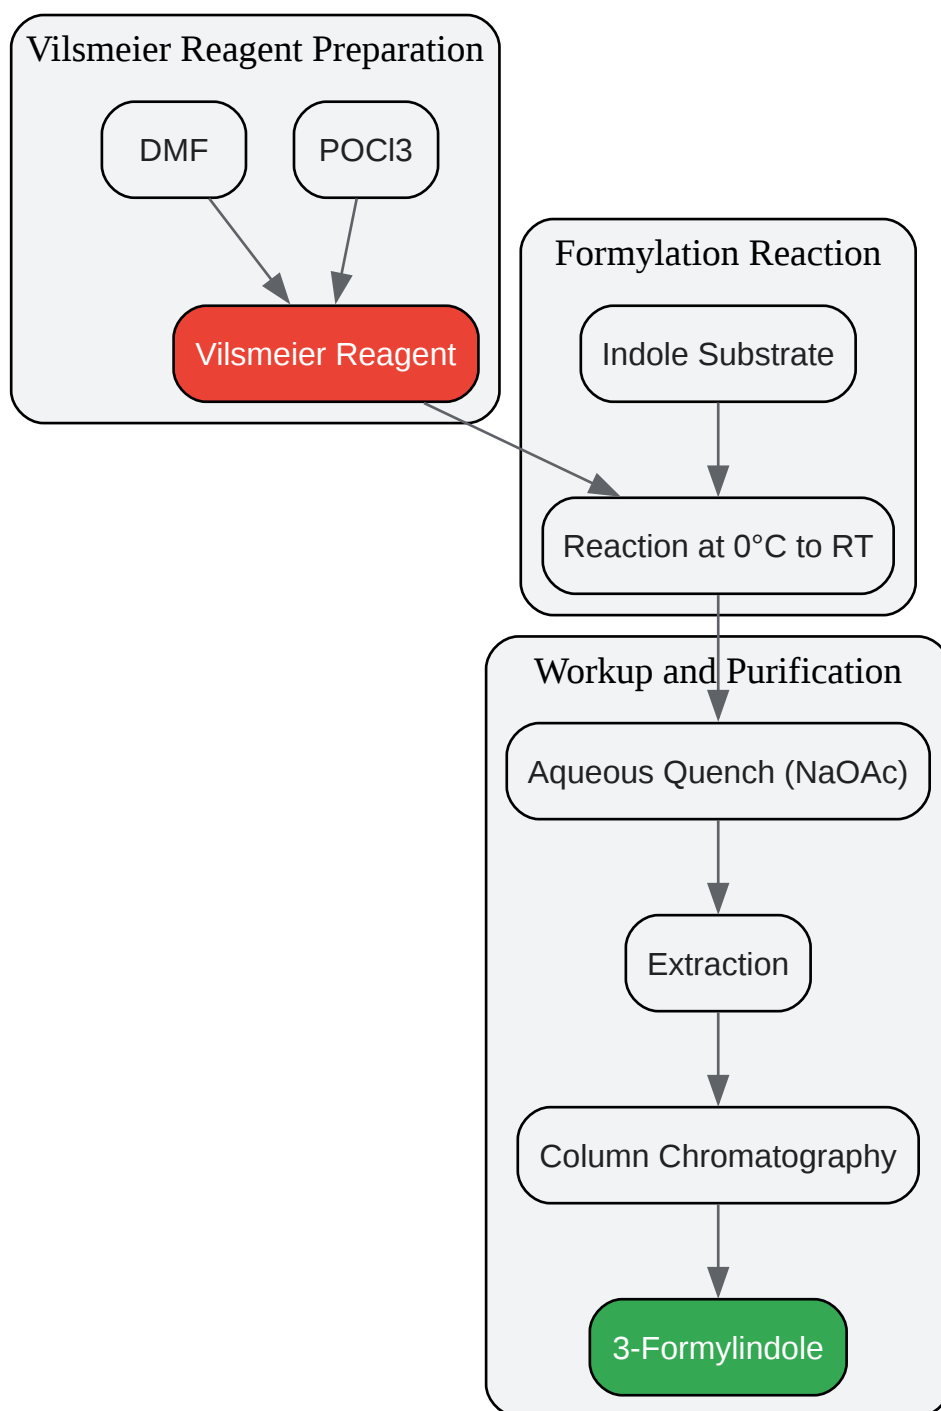 Vilsmeier Reagent Preparation
DMF
POCl3
Vilsmeier Reagent
Formylation Reaction
Indole Substrate
Reaction at 0°C to RT
Workup and Purification
Aqueous Quench (NaOAc)
Extraction
Column Chromatography
3-Formylindole